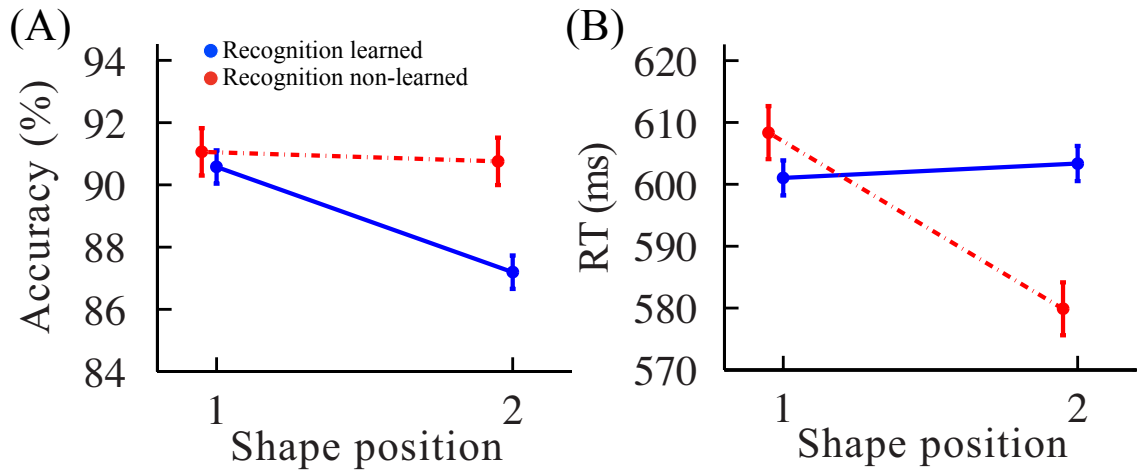 (A)
Accuracy (%)
94
92
90
88
86
84
Recognition learned
Recognition non-learned
1 2
Shape position
(B)
RT (ms)
620
610
600
590
580
570
1 2
Shape position